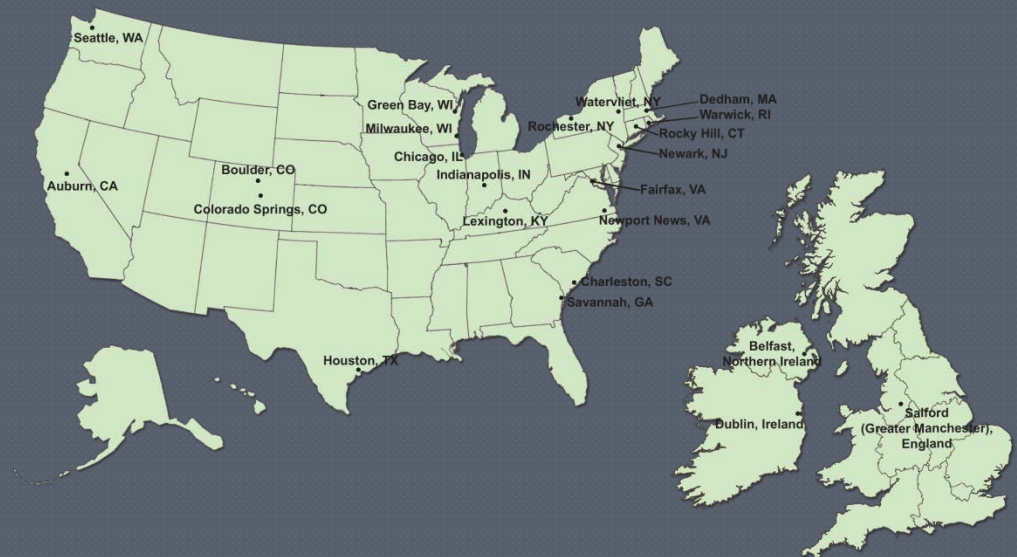 Seattle, WA
Green Bay, WI
Watervliet, NY
Dedham, MA
Warwick, RI
Milwaukee, WI
Rochester, NY
Rocky Hill, CT
Chicago, IL
Newark, NJ
Boulder, CO
Indianapolis, IN
Auburn, CA
Fairfax, VA
Colorado Springs, CO
Lexington, KY
Newport News, VA
Charleston, SC
Savannah, GA
Houston, TX
Belfast,
Northern Ireland
Dublin, Ireland
Salford
(Greater Manchester),
England